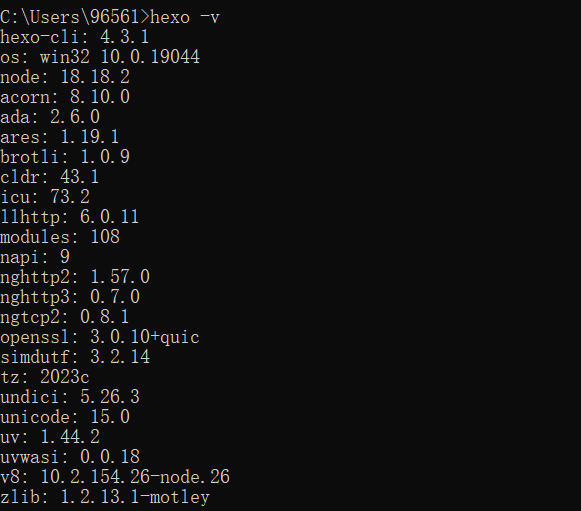 C:\Users\96561>hexo -v
hexo-cli: 4.3.1
os: win32 10.0.19044
node: 18.18.2
acorn: 8.10.0
ada: 2.6.0
ares: 1.19.1
brotli: 1.0.9
cldr: 43.1
icu: 73.2
llhttp: 6.0.11
modules: 108
napi: 9
nghttp2: 1.57.0
nghttp3: 0.7.0
ngtcp2: 0.8.1
openssl: 3.0.10+quic
simdutf: 3.2.14
tz: 2023c
undici: 5.26.3
unicode: 15.0
uv: 1.44.2
uvwasi: 0.0.18
v8: 10.2.154.26-node.26
zlib: 1.2.13.1-motley